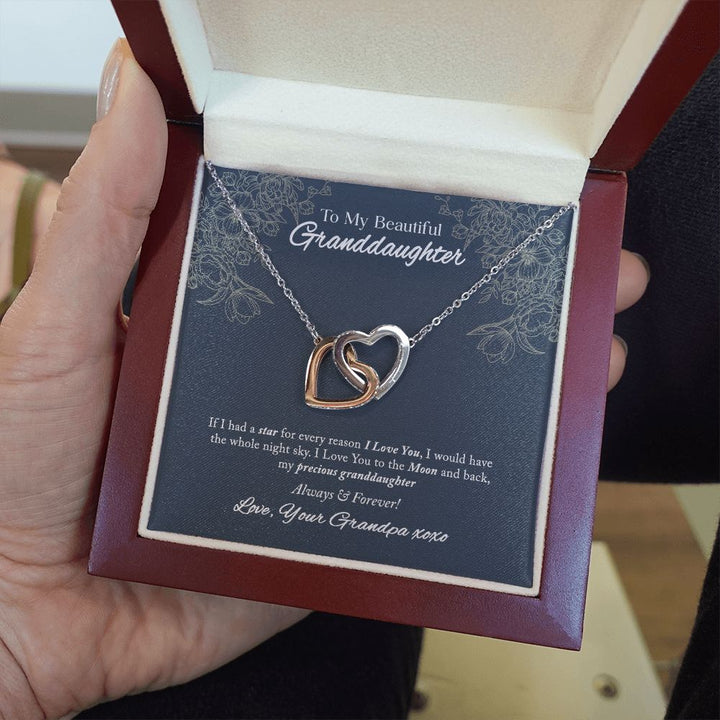 To My Beautiful
Granddaughter
If I had a star for every reason I Love You, I would have
the whole night sky. I Love You to the Moon and back,
my precious granddaughter
Always & Forever!
Love, Your Grandpa xoxo